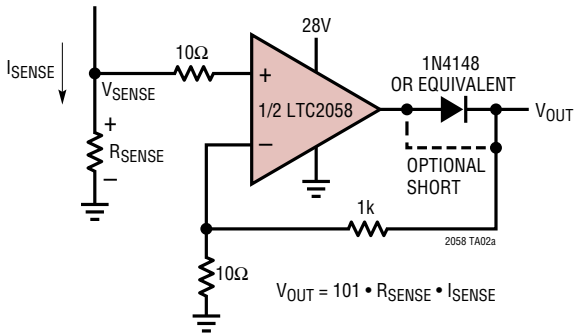 28V
10Ω
1N4148
OR EQUIVALENT
ISENSE
VSENSE
+
1/2 LTC2058
VOUT
+
RSENSE
–
–
OPTIONAL
SHORT
1k
2058 TA02a
10Ω
VOUT = 101 • RSENSE • ISENSE